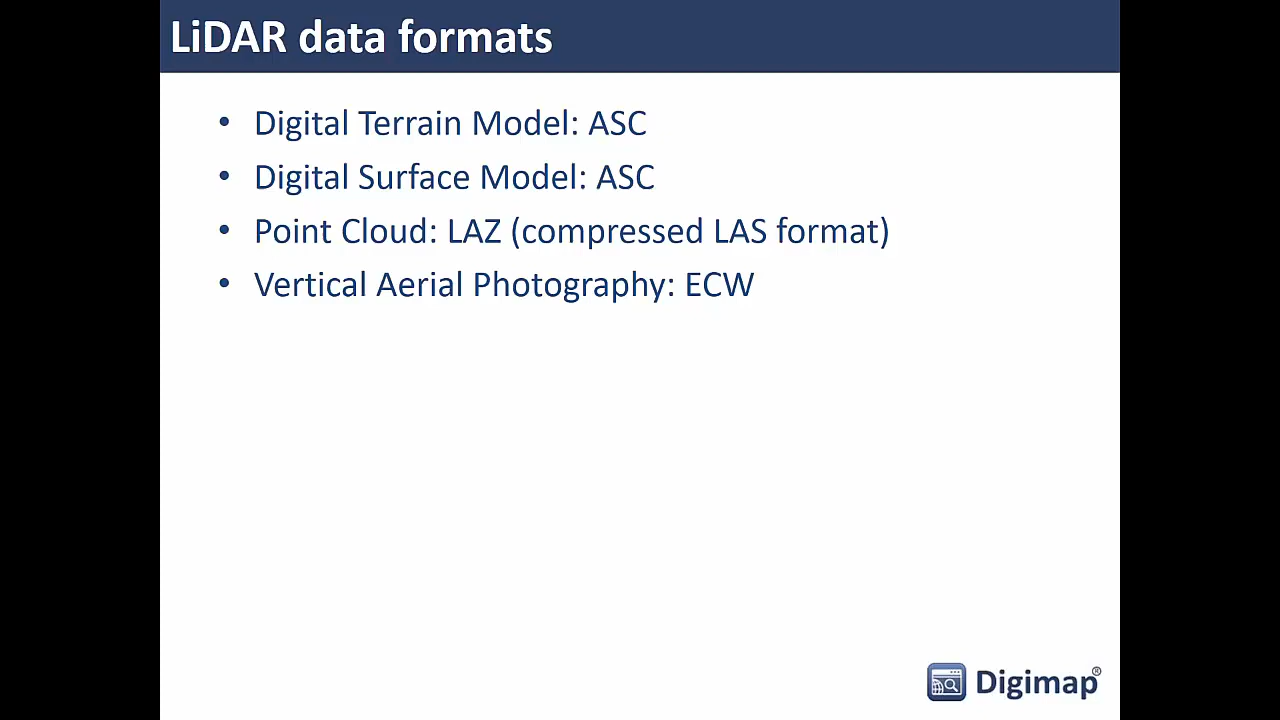 LiDAR data formats
• Digital Terrain Model: ASC
• Digital Surface Model: ASC
• Point Cloud: LAZ (compressed LAS format)
• Vertical Aerial Photography: ECW
Digimap®